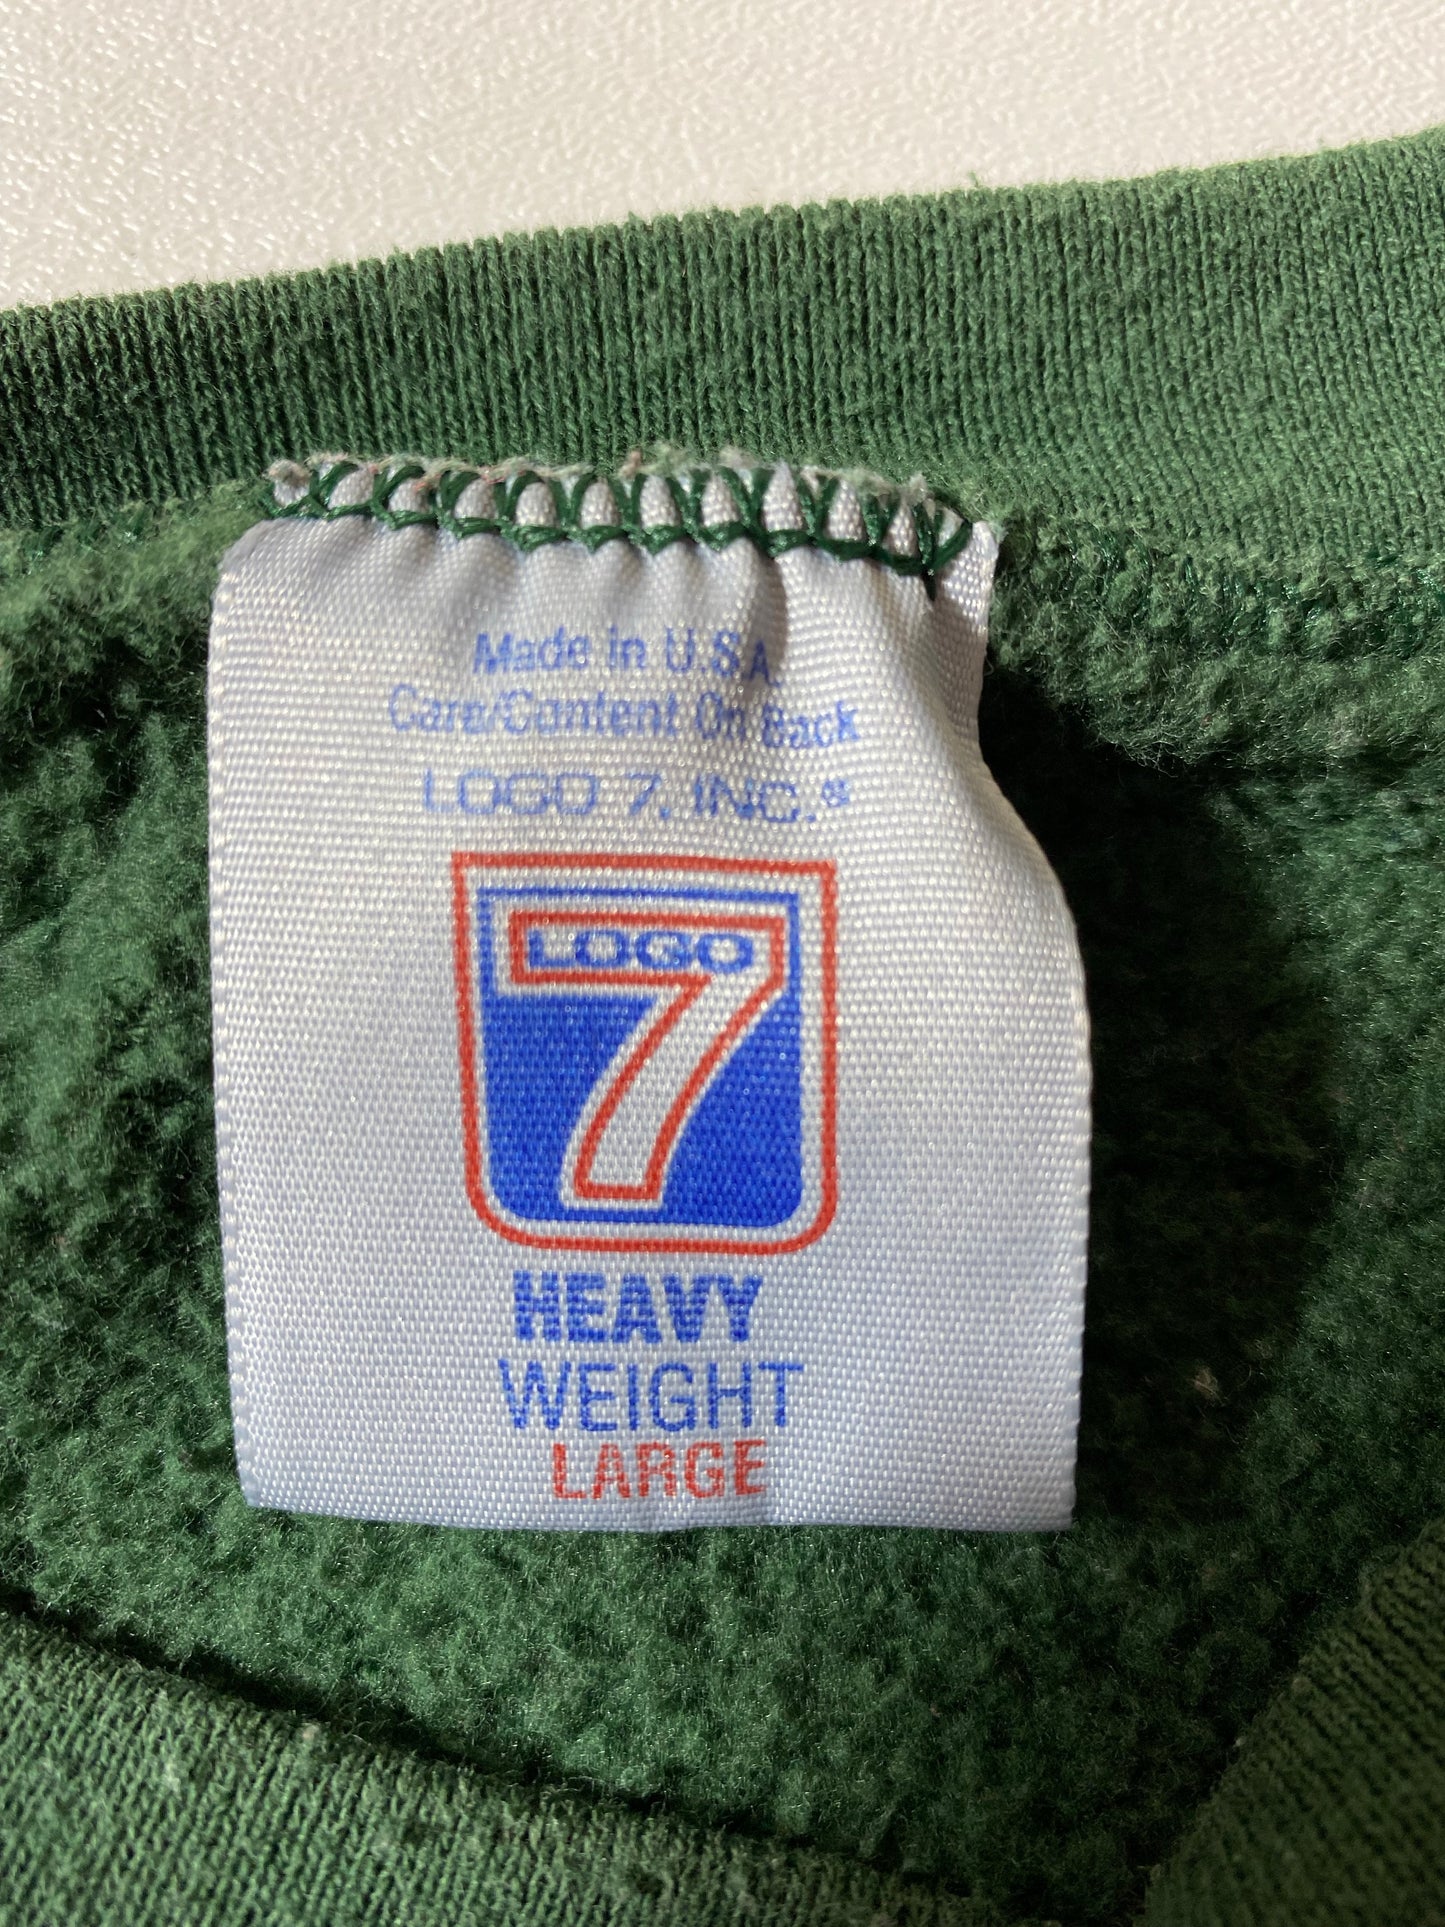 Made in U.S.A.
Care/Content On Back
LOGO 7, INC.®
LOGO
7
HEAVY
WEIGHT
LARGE